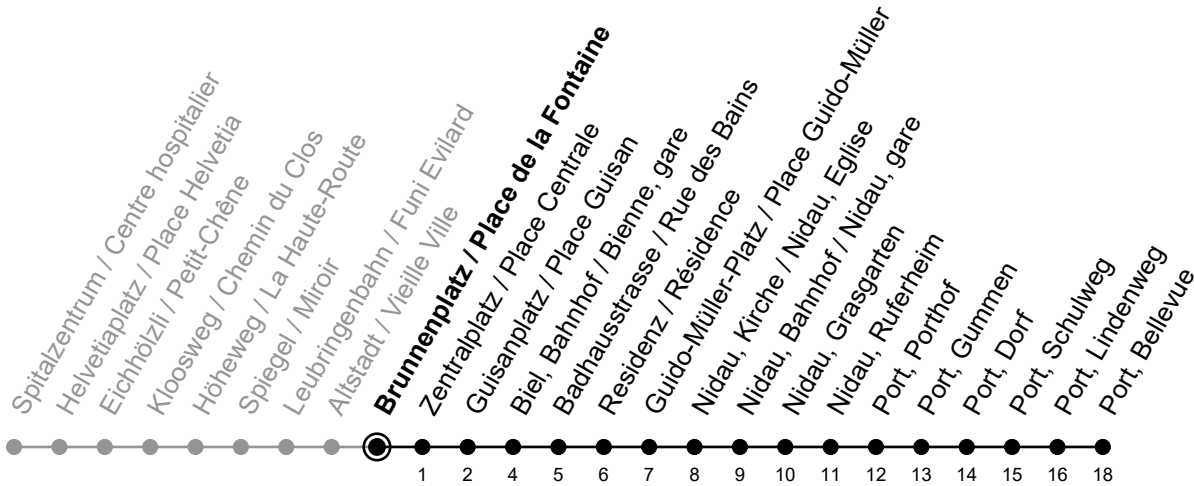 Spitalzentrum / Centre hospitalier
Helvetiaplatz / Place Helvetia
Eichhölzli / Petit-Chêne
Kloosweg / Chemin du Clos
Höheweg / La Haute-Route
Spiegel / Miroir
Leubringenbahn / Funi Evilard
Altstadt / Vieille Ville
Brunnenplatz / Place de la Fontaine
Zentralplatz / Place Centrale
Guisanplatz / Place Guisan
Biel, Bahnhof / Bienne, gare
Badhausstrasse / Rue des Bains
Residenz / Résidence
Guido-Müller-Platz / Place Guido-Müller
Nidau, Kirche / Nidau, Eglise
Nidau, Bahnhof / Nidau, gare
Nidau, Grasgarten
Nidau, Ruferheim
Port, Porthof
Port, Gummen
Port, Dorf
Port, Schulweg
Port, Lindenweg
Port, Bellevue
1 2 4 5 6 7 8 9 10 11 12 13 14 15 16 18